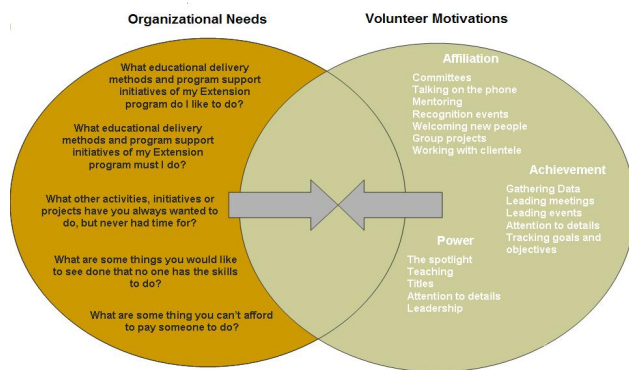 Organizational Needs
Volunteer Motivations
What educational delivery
methods and program support
initiatives of my Extension
program do I like to do?
What educational delivery
methods and program support
initiatives of my Extension
program must I do?
What other activities, initiatives or
projects have you always wanted to
do, but never had time for?
What are some things you would like
to see done that no one has the skills
to do?
What are some thing you can't afford
to pay someone to do?
Affiliation
Committees
Talking on the phone
Mentoring
Recognition events
Welcoming new people
Group projects
Working with clientele
Achievement
Gathering Data
Leading meetings
Leading events
Attention to details
Tracking goals and
objectives
Power
The spotlight
Teaching
Titles
Attention to details
Leadership